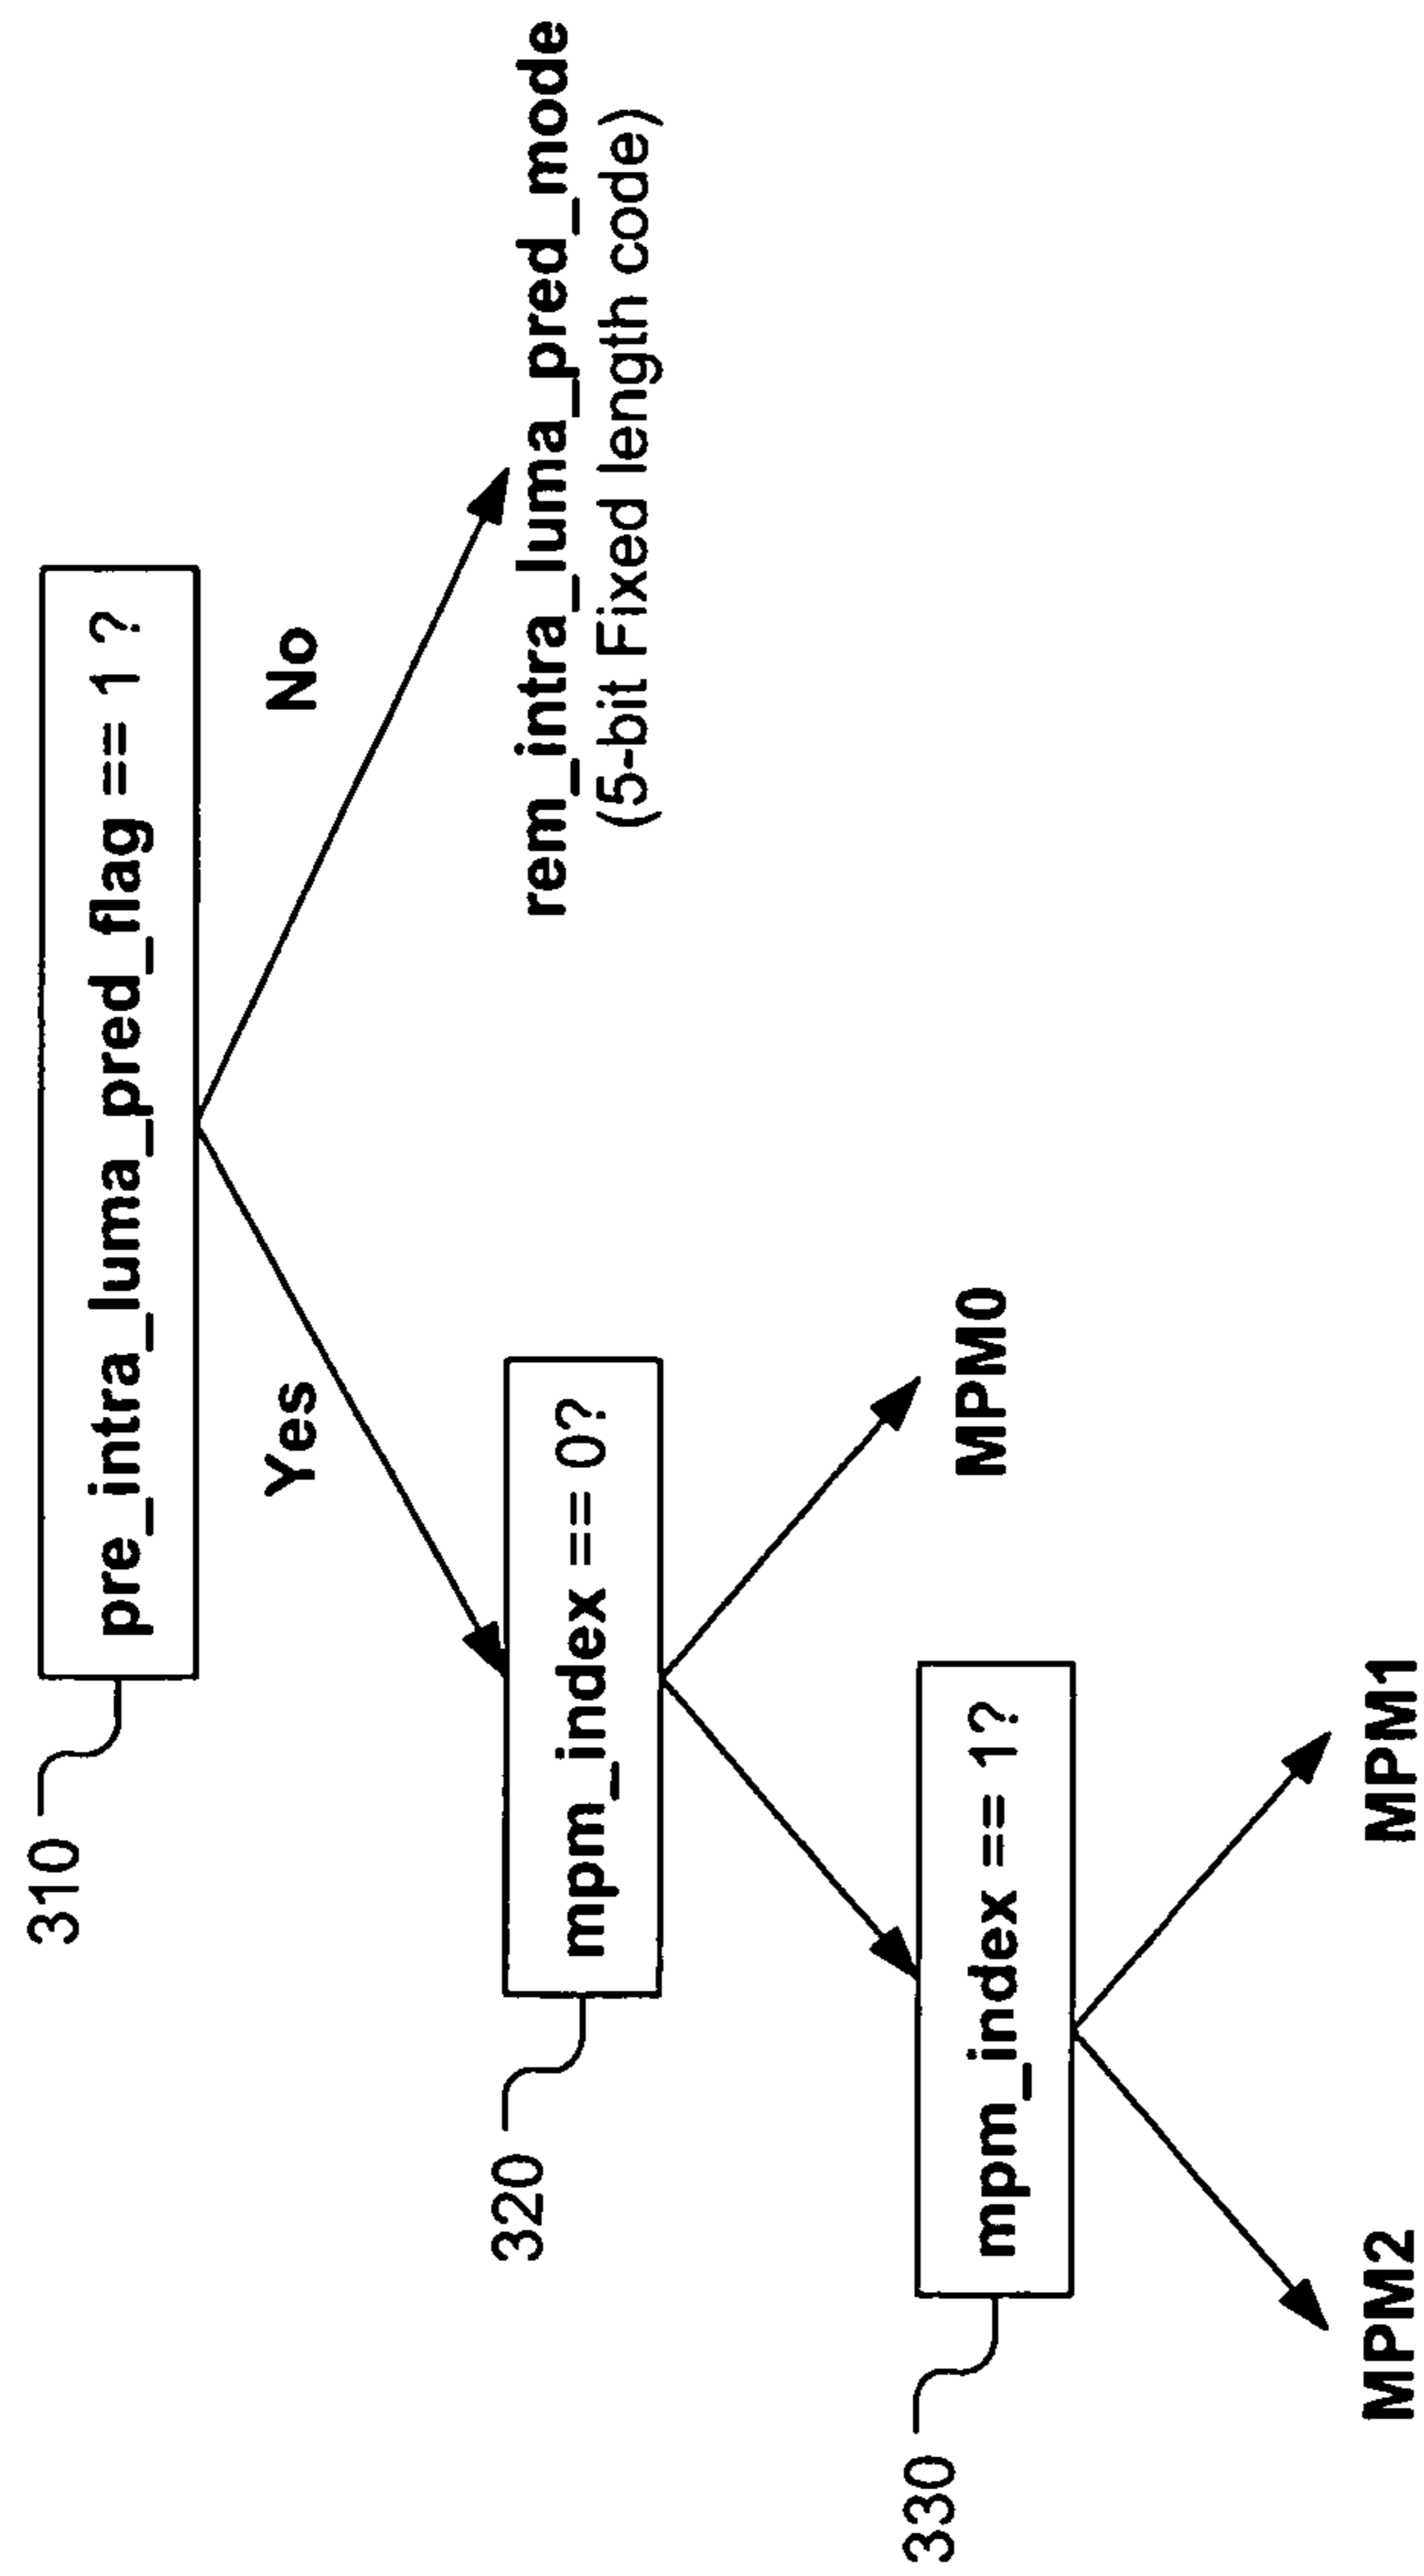 310
pre_intra_luma_pred_flag == 1 ?
Yes
No
320
mpm_index == 0?
rem_intra_luma_pred_mode
(5-bit Fixed length code)
330
mpm_index == 1?
MPM0
MPM2
MPM1